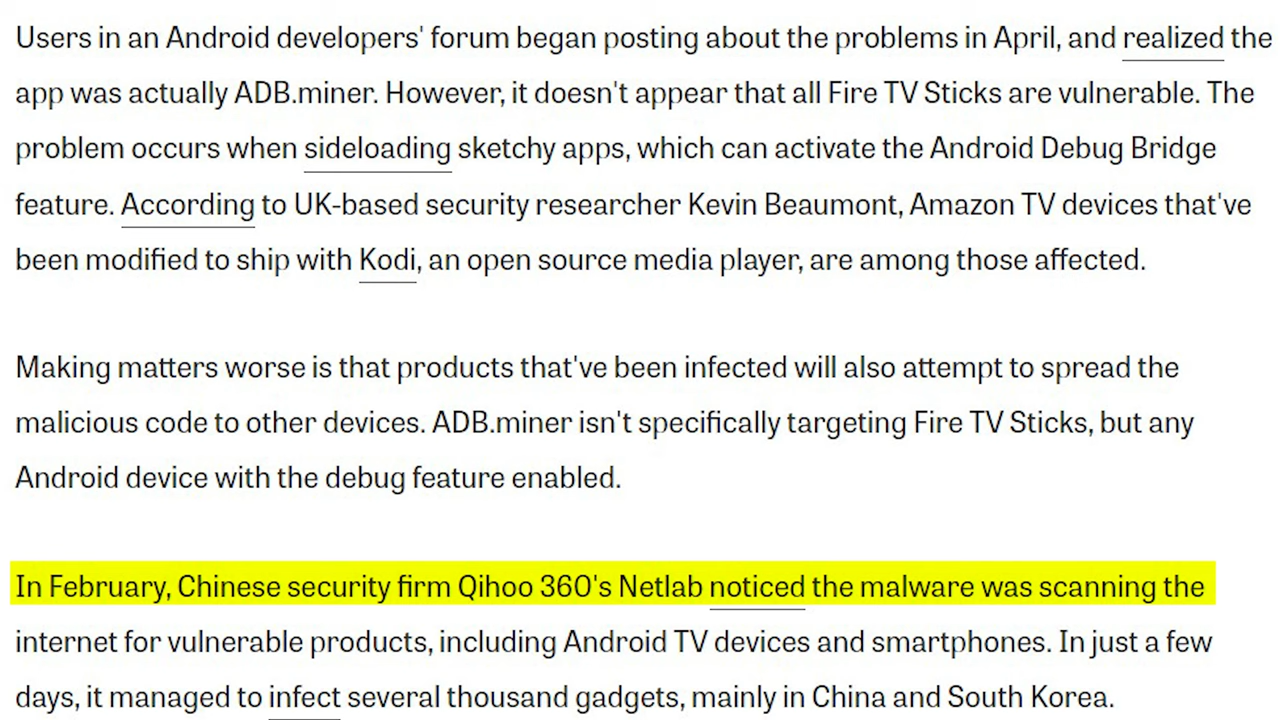 Users in an Android developers' forum began posting about the problems in April, and realized the
app was actually ADB.miner. However, it doesn't appear that all Fire TV Sticks are vulnerable. The
problem occurs when sideloading sketchy apps, which can activate the Android Debug Bridge
feature. According to UK-based security researcher Kevin Beaumont, Amazon TV devices that've
been modified to ship with Kodi, an open source media player, are among those affected.
Making matters worse is that products that've been infected will also attempt to spread the
malicious code to other devices. ADB.miner isn't specifically targeting Fire TV Sticks, but any
Android device with the debug feature enabled.
In February, Chinese security firm Qihoo 360's Netlab noticed the malware was scanning the
internet for vulnerable products, including Android TV devices and smartphones. In just a few
days, it managed to infect several thousand gadgets, mainly in China and South Korea.